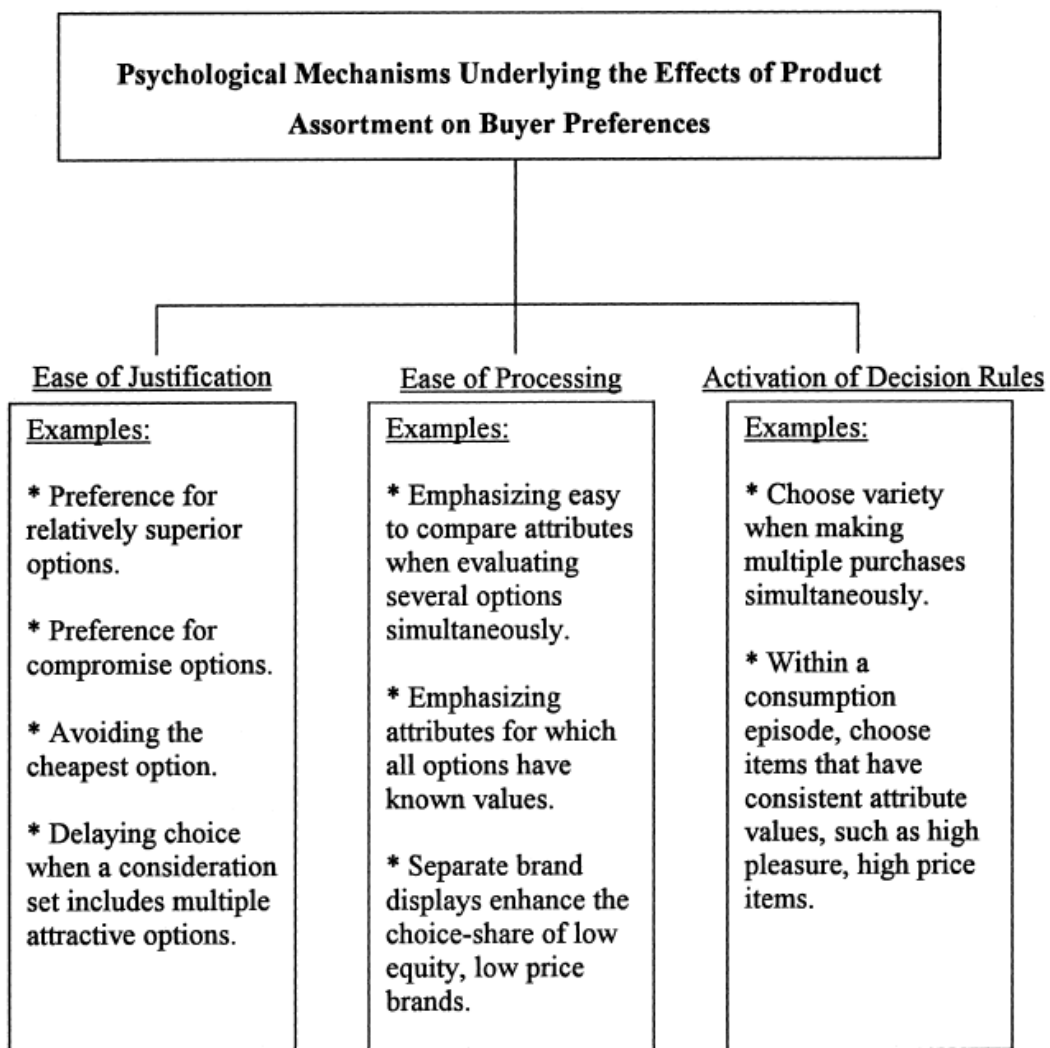 Psychological Mechanisms Underlying the Effects of Product
Assortment on Buyer Preferences
Ease of Justification
Examples:
* Preference for
relatively superior
options.
* Preference for
compromise options.
* Avoiding the
cheapest option.
* Delaying choice
when a consideration
set includes multiple
attractive options.
Ease of Processing
Examples:
* Emphasizing easy
to compare attributes
when evaluating
several options
simultaneously.
* Emphasizing
attributes for which
all options have
known values.
* Separate brand
displays enhance the
choice-share of low
equity, low price
brands.
Activation of Decision Rules
Examples:
* Choose variety
when making
multiple purchases
simultaneously.
* Within a
consumption
episode, choose
items that have
consistent attribute
values, such as high
pleasure, high price
items.